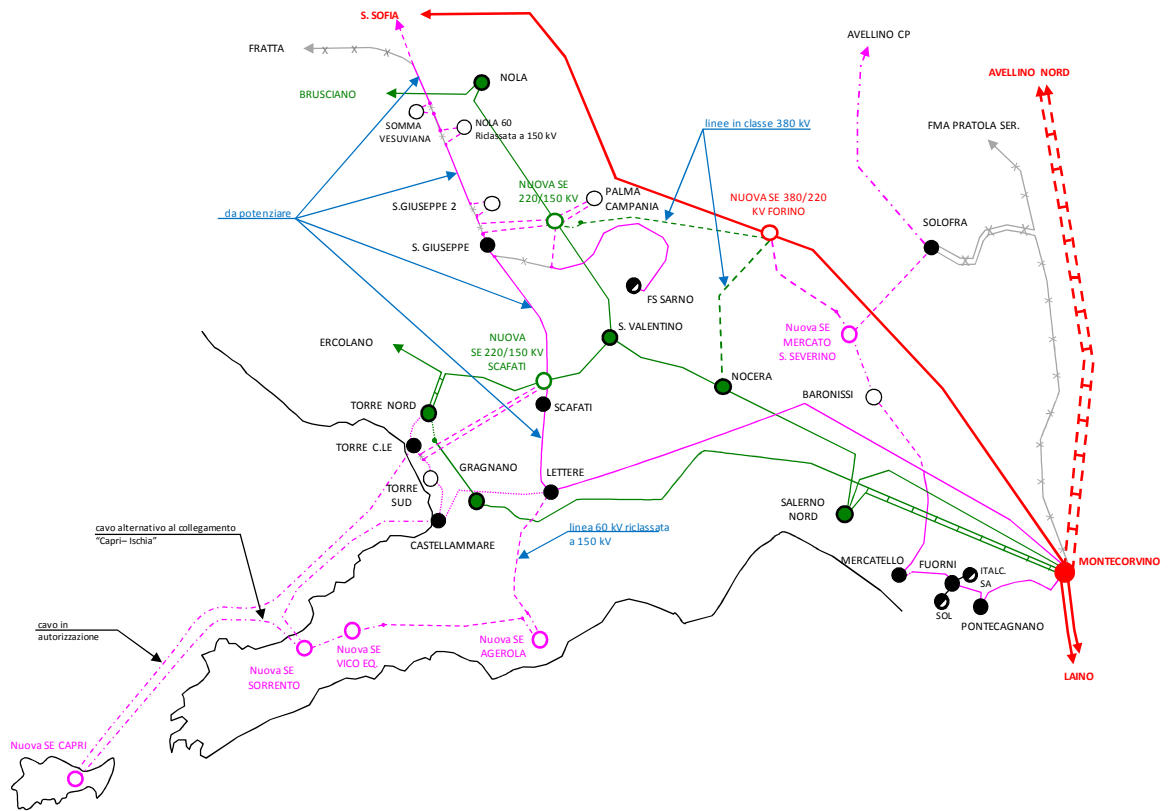 S. SOFIA
FRATTA
AVELLINO CP
AVELLINO NORD
NOLA
BRUSCIANO
SOMMA
VESUVIANA
NOLA 60
Riclassata a 150 kV
linee in classe 380 kV
FMA PRATOLA SER.
NUOVA SE
220/150 KV
PALMA
CAMPANIA
NUOVA SE 380/220
KV FORINO
S.GIUSEPPE 2
da potenziare
SOLOFRA
S. GIUSEPPE
FS SARNO
S. VALENTINO
Nuova SE
MERCATO
S. SEVERINO
NUOVA
SE 220/150 KV
SCAFATI
ERCOLANO
NOCERA
BARONISSI
TORRE NORD
SCAFATI
TORRE C.LE
GRAGNANO
LETTERE
TORRE
SUD
SALERNO
NORD
cavo alternativo al collegamento
"Capri– Ischia"
CASTELLAMMARE
linea 60 kV riclassata
a 150 kV
MERCATELLO
FUORNI
ITALC.
SA
MONTECORVINO
SOL
PONTECAGNANO
cavo in
autorizzazione
Nuova SE
SORRENTO
Nuova SE
VICO EQ.
Nuova SE
AGEROLA
LAINO
Nuova SE CAPRI